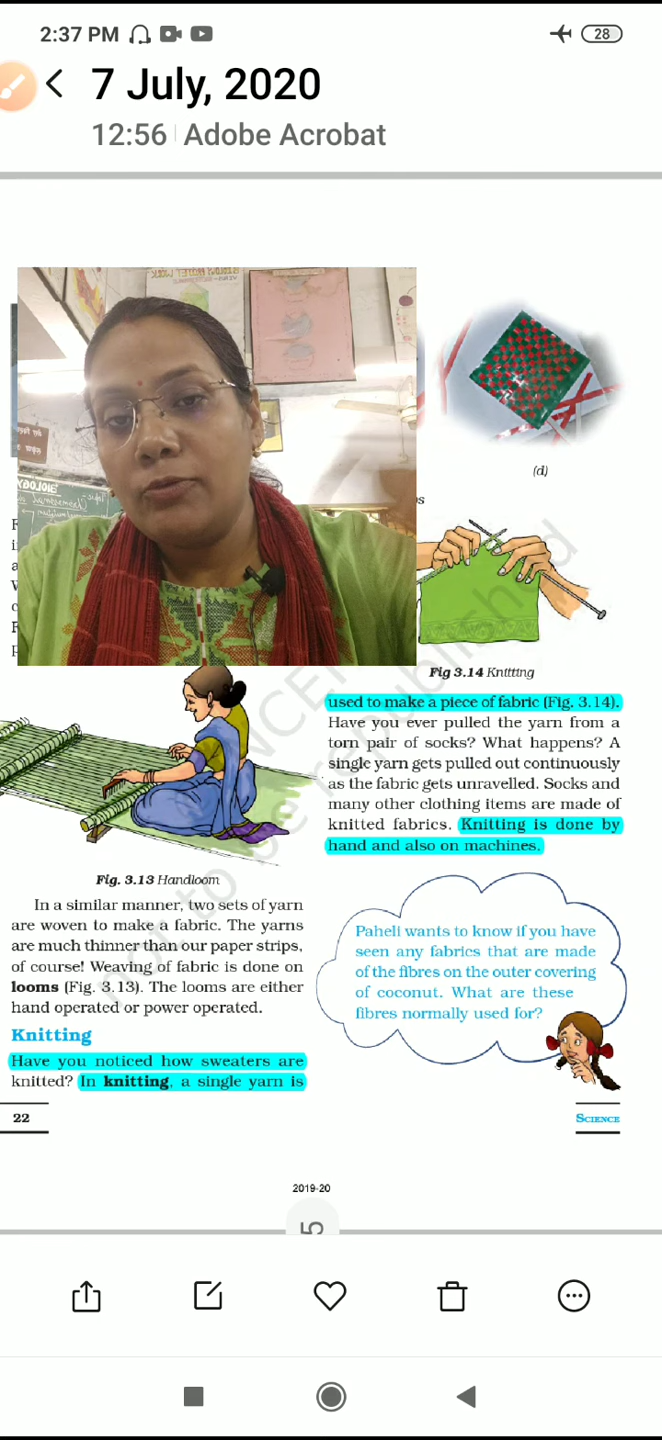 2:37 PM
28
7 July, 2020
12:56 Adobe Acrobat
BIOLOGY
(d)
Fig 3.14 Knitting
used to make a piece of fabric (Fig. 3.14).
Have you ever pulled the yarn from a
torn pair of socks? What happens? A
single yarn gets pulled out continuously
as the fabric gets unravelled. Socks and
many other clothing items are made of
knitted fabrics. Knitting is done by
hand and also on machines.
Fig. 3.13 Handloom
In a similar manner, two sets of yarn
are woven to make a fabric. The yarns
are much thinner than our paper strips,
of course! Weaving of fabric is done on
looms (Fig. 3.13). The looms are either
hand operated or power operated.
Knitting
Have you noticed how sweaters are
knitted? In knitting, a single yarn is
Paheli wants to know if you have
seen any fabrics that are made
of the fibres on the outer covering
of coconut. What are these
fibres normally used for?
22
SCIENCE
2019-20
5
not to be republished